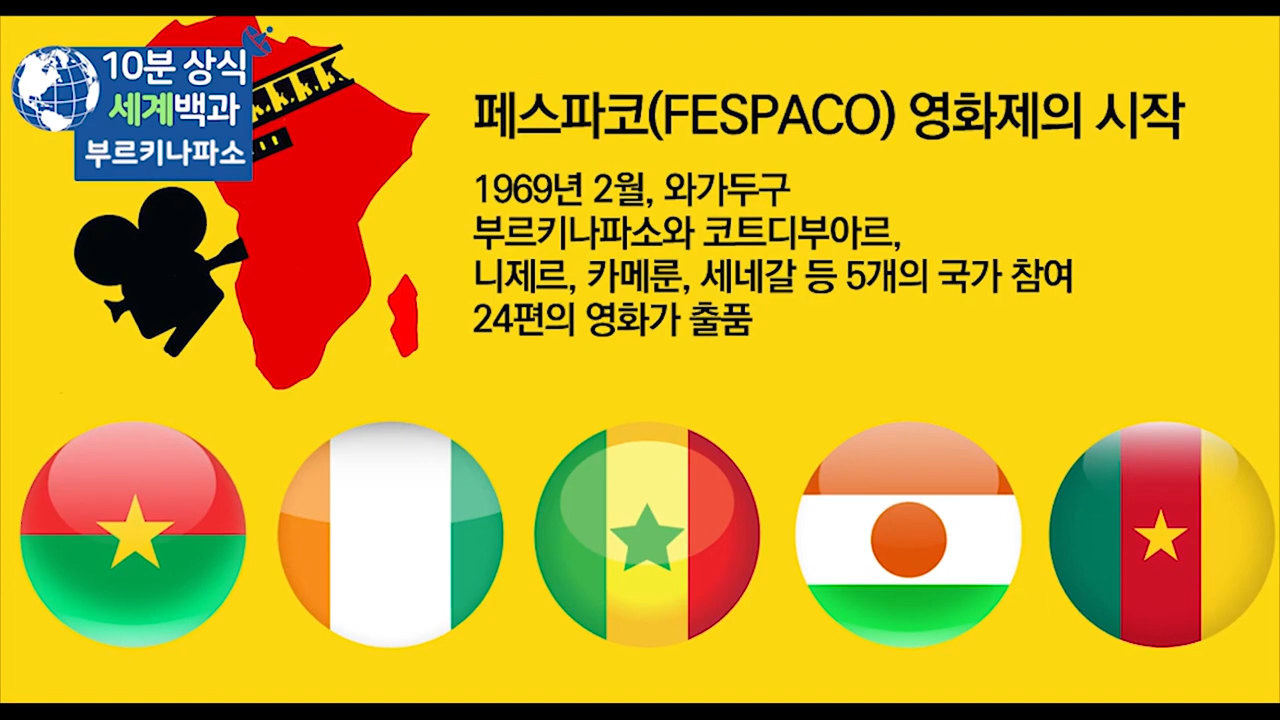 10분 상식
세계백과
부르키나파소
페스파코(FESPACO) 영화제의 시작
1969년 2월, 와가두구
부르키나파소와 코트디부아르,
니제르, 카메룬, 세네갈 등 5개의 국가 참여
24편의 영화가 출품